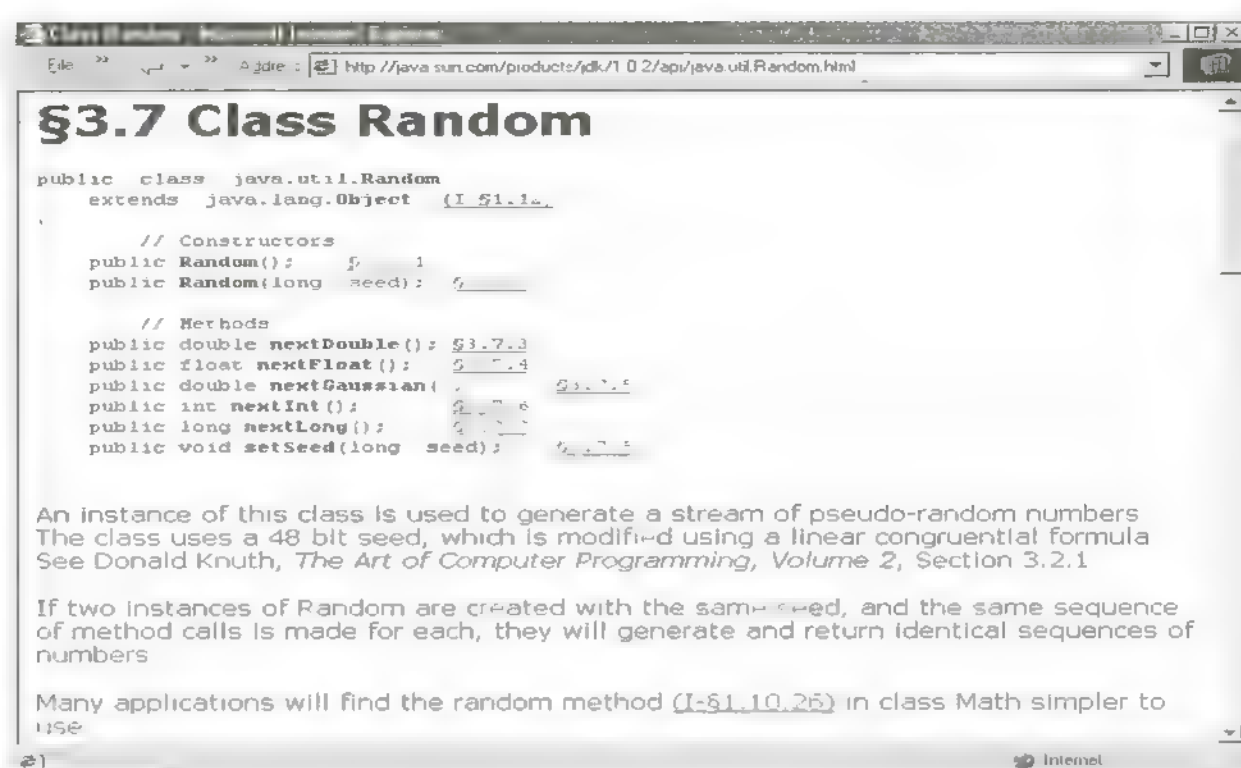 Class Random
File Address http://java.sun.com/products/jdk/1.0.2/api/java.util.Random.html
§3.7 Class Random
public class java.util.Random
extends java.lang.Object (I-§1.12)
// Constructors
public Random(); § 1
public Random(long seed); §
// Methods
public double nextDouble(); §3.7.3
public float nextFloat(); § .4
public double nextGaussian(
public int nextInt();
public long nextLong();
public void setSeed(long seed);
An instance of this class is used to generate a stream of pseudo-random numbers
The class uses a 48 bit seed, which is modified using a linear congruential formula
See Donald Knuth, The Art of Computer Programming, Volume 2, Section 3.2.1
If two instances of Random are created with the same seed, and the same sequence
of method calls is made for each, they will generate and return identical sequences of
numbers
Many applications will find the random method (I-§1.10.26) in class Math simpler to
use
Internet